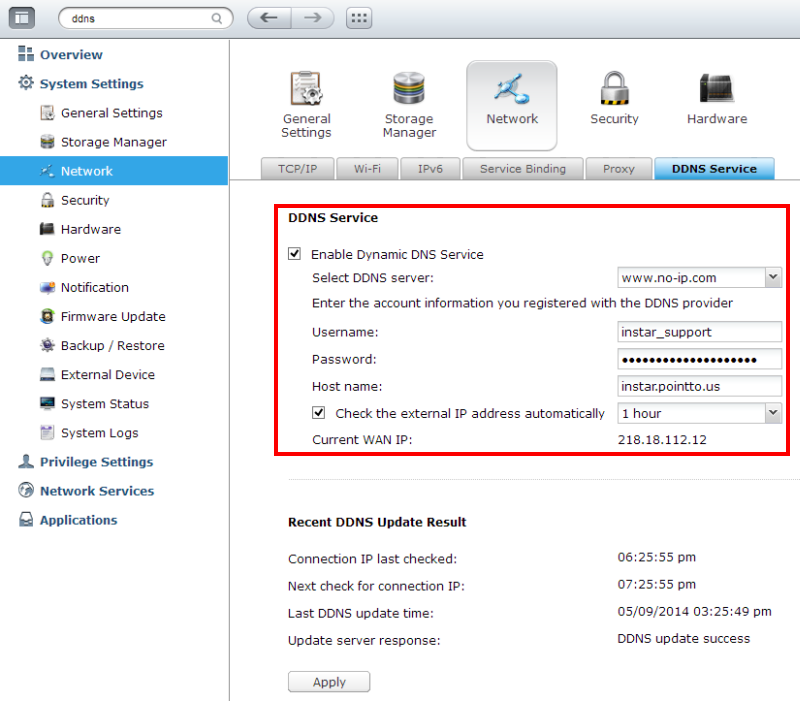 ddns
Overview
System Settings
General Settings
Storage Manager
Network
Security
Hardware
Power
Notification
Firmware Update
Backup / Restore
External Device
System Status
System Logs
Privilege Settings
Network Services
Applications
General
Settings
Storage
Manager
Network
Security
Hardware
TCP/IP
Wi-Fi
IPv6
Service Binding
Proxy
DDNS Service
DDNS Service
Enable Dynamic DNS Service
Select DDNS server: www.no-ip.com
Enter the account information you registered with the DDNS provider
Username: instar_support
Password: ●●●●●●●●●●●●●●●●●●●●
Host name: instar.pointto.us
Check the external IP address automatically 1 hour
Current WAN IP: 218.18.112.12
Recent DDNS Update Result
Connection IP last checked: 06:25:55 pm
Next check for connection IP: 07:25:55 pm
Last DDNS update time: 05/09/2014 03:25:49 pm
Update server response: DDNS update success
Apply